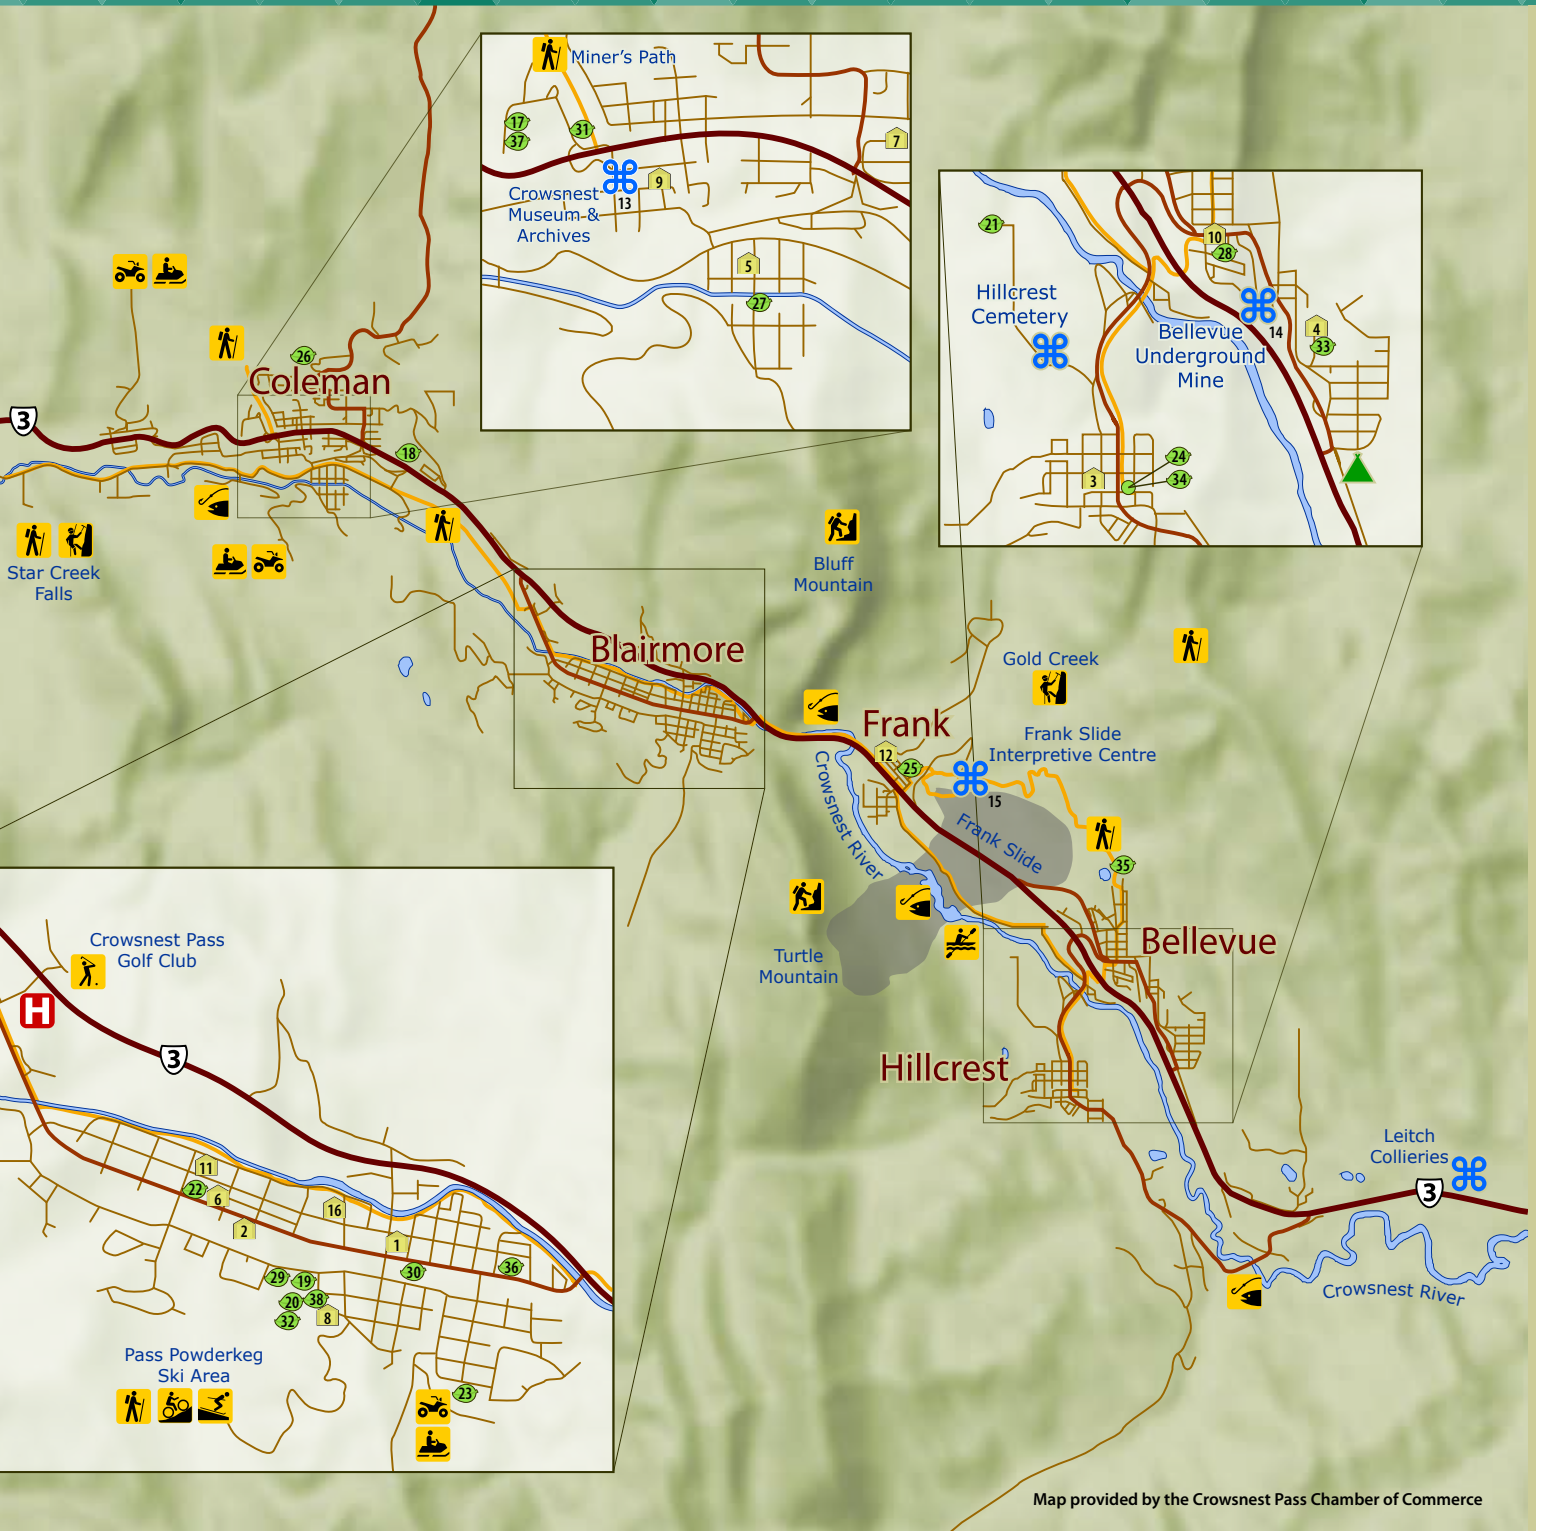 Miner's Path
17
37
31
7
Crowsnest
Museum &
Archives
13
9
5
27
21
10
28
Hillcrest
Cemetery
14
4
33
Bellevue
Underground
Mine
24
34
3
26
Coleman
3
18
Star Creek
Falls
Bluff
Mountain
Blairmore
Gold Creek
Frank
Frank Slide
Interpretive Centre
12
25
15
Crowsnest River
Frank Slide
35
Turtle
Mountain
Bellevue
Hillcrest
Leitch
Collieries
3
Crowsnest River
Crowsnest Pass
Golf Club
H
3
11
22
6
16
2
1
29
19
30
36
20
38
32
8
Pass Powderkeg
Ski Area
23
Map provided by the Crowsnest Pass Chamber of Commerce